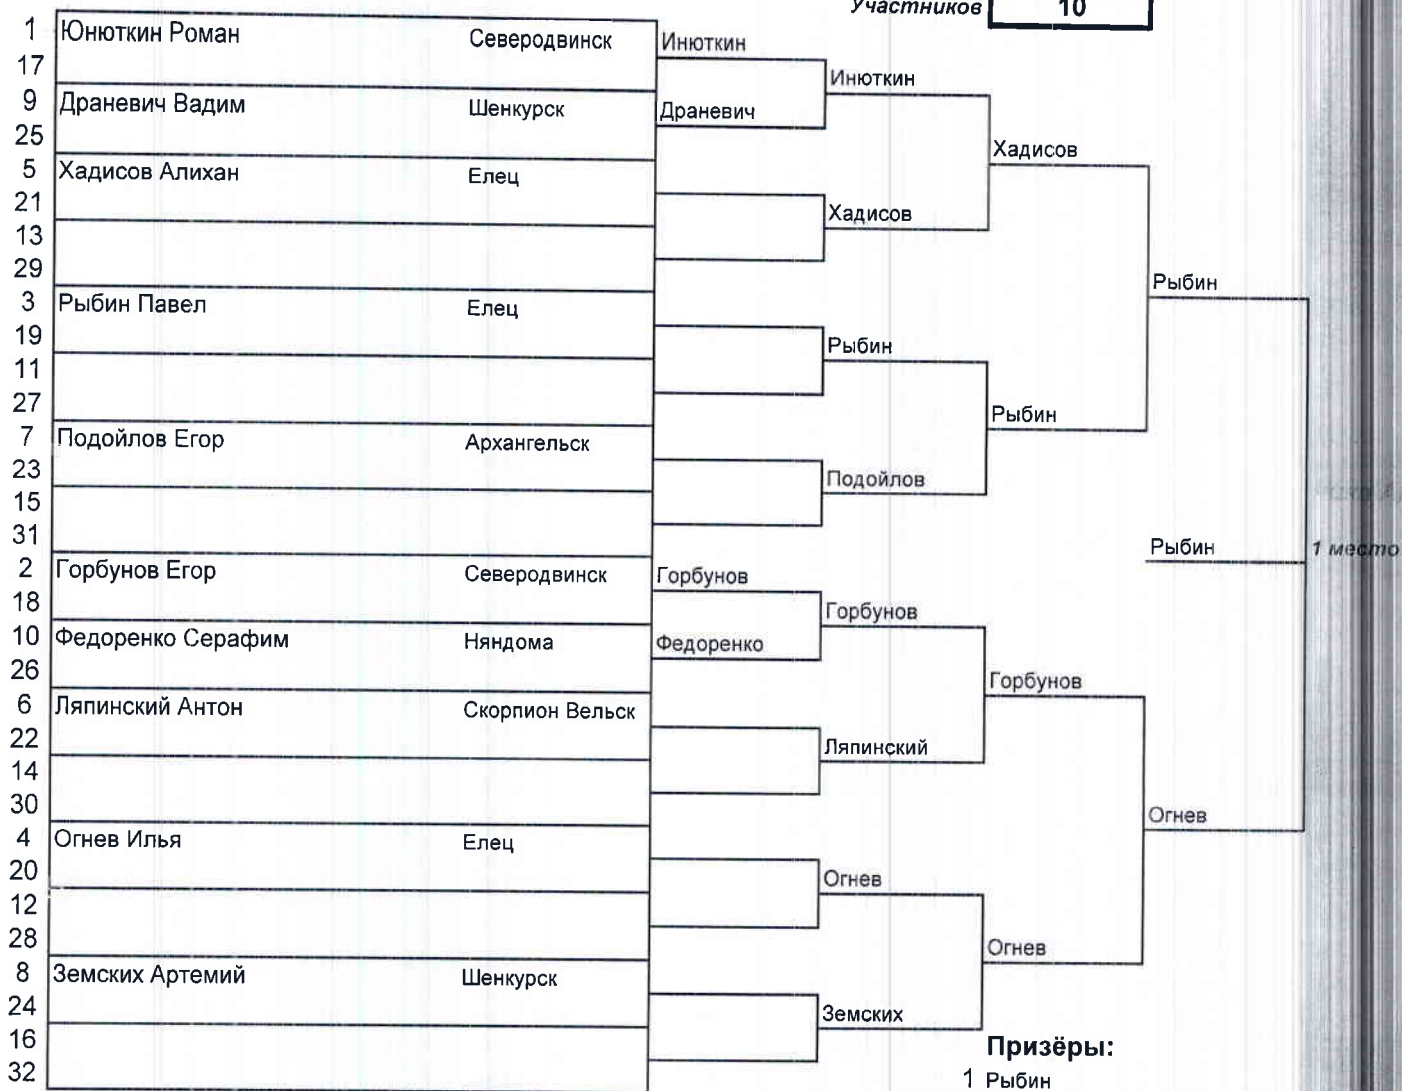 Участников 10
1 Юнюткин Роман Северодвинск Инюткин
17 Инюткин
9 Драневич Вадим Шенкурск Драневич
25 Хадисов
5 Хадисов Алихан Елец
21 Хадисов
13
29 Рыбин
3 Рыбин Павел Елец
19 Рыбин
11
27 Рыбин
7 Подойлов Егор Архангельск
23 Подойлов
15
31 Рыбин 1 место
2 Горбунов Егор Северодвинск Горбунов
18 Горбунов
10 Федоренко Серафим Няндома Федоренко
26 Горбунов
6 Ляпинский Антон Скорпион Вельск
22 Ляпинский
14
30 Огнев
4 Огнев Илья Елец
20 Огнев
12
28 Огнев
8 Земских Артемий Шенкурск
24 Земских
16 Призёры:
32 1 Рыбин